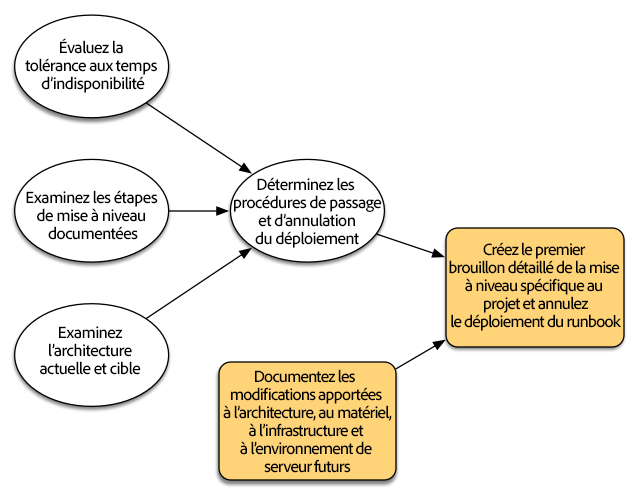 Évaluez la
tolérance aux temps
d'indisponibilité
Examinez les étapes
de mise à niveau
documentées
Déterminez les
procédures de passage
et d'annulation
du déploiement
Examinez
l'architecture
actuelle et cible
Créez le premier
brouillon détaillé de la mise
à niveau spécifique au
projet et annulez
le déploiement du runbook
Documentez les
modifications apportées
à l'architecture, au matériel,
à l'infrastructure et
à l'environnement de
serveur futurs